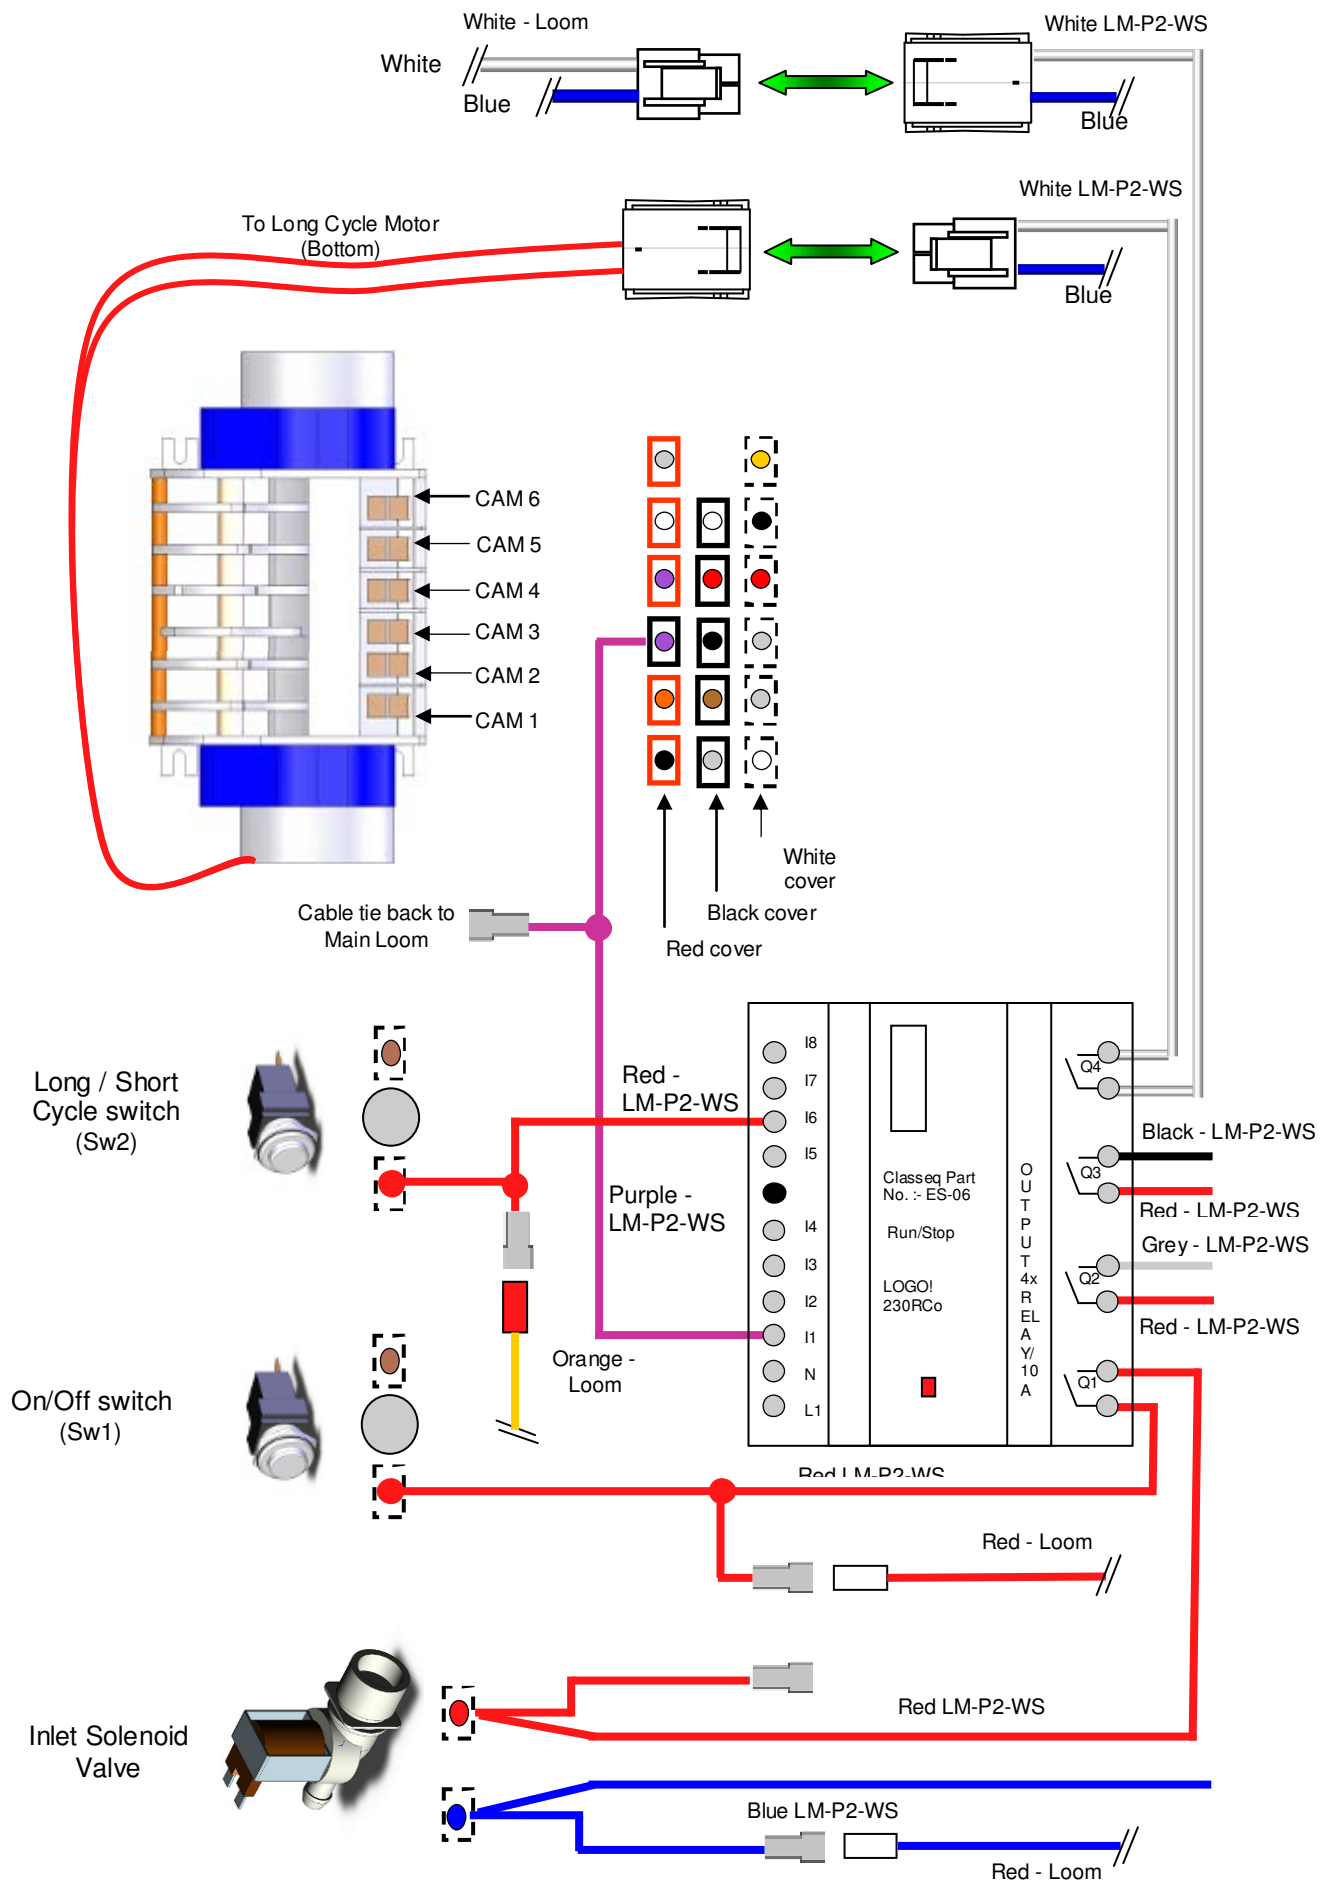 White - Loom
White LM-P2-WS
White
Blue
Blue
White LM-P2-WS
To Long Cycle Motor
(Bottom)
Blue
CAM 6
CAM 5
CAM 4
CAM 3
CAM 2
CAM 1
White
cover
Black cover
Red cover
Cable tie back to
Main Loom
Long / Short
Cycle switch
(Sw2)
Red -
LM-P2-WS
Purple -
LM-P2-WS
I8
I7
I6
I5
I4
I3
I2
I1
N
L1
Classeq Part
No. :- ES-06
Run/Stop
LOGO!
230RCo
OUTPUT 4x RELAY/10A
Q4
Q3
Q2
Q1
Black - LM-P2-WS
Red - LM-P2-WS
Grey - LM-P2-WS
Red - LM-P2-WS
Orange -
Loom
On/Off switch
(Sw1)
Red LM-P2-WS
Red - Loom
Inlet Solenoid
Valve
Red LM-P2-WS
Blue LM-P2-WS
Red - Loom